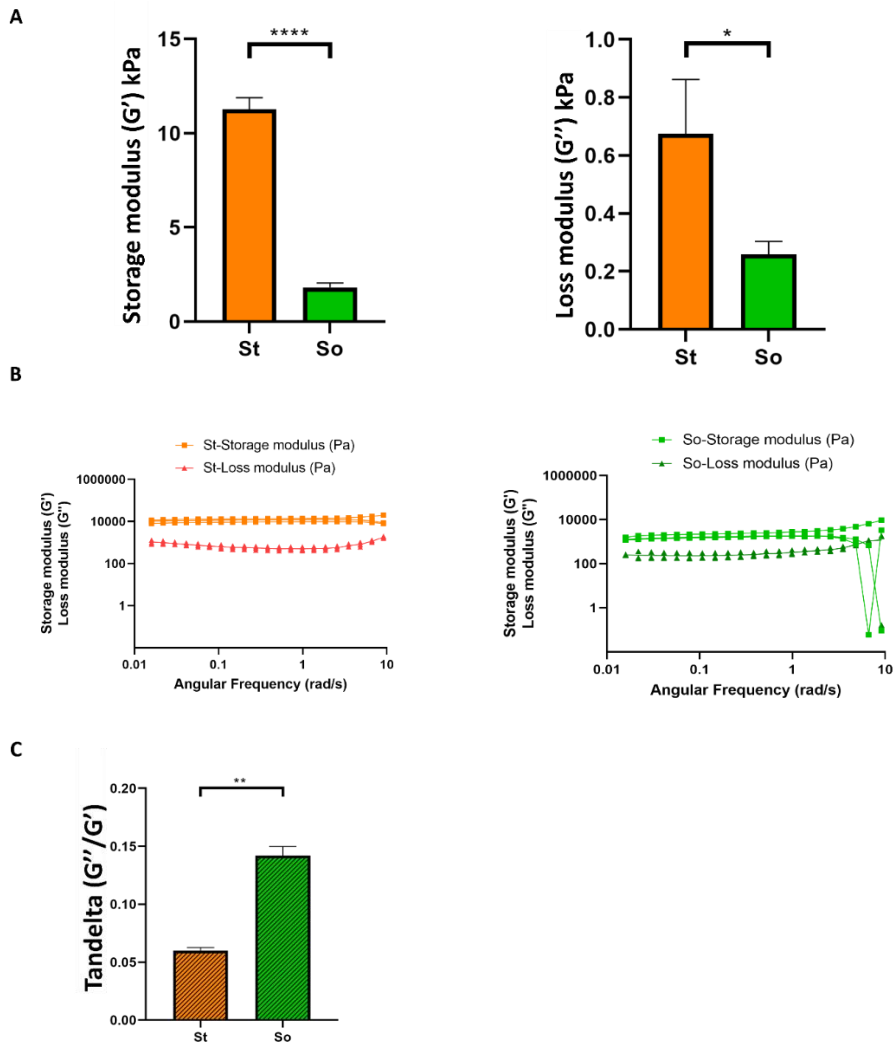 A
Storage modulus (G') kPa
15
10
5
0
****
St
So
Loss modulus (G'') kPa
1.0
0.8
0.6
0.4
0.2
0.0
*
St
So
B
St-Storage modulus (Pa)
St-Loss modulus (Pa)
Storage modulus (G')
Loss modulus (G'')
1000000
10000
100
1
0.01
0.1
1
10
Angular Frequency (rad/s)
So-Storage modulus (Pa)
So-Loss modulus (Pa)
Storage modulus (G')
Loss modulus (G'')
1000000
10000
100
1
0.01
0.1
1
10
Angular Frequency (rad/s)
C
Tandelta (G''/G')
0.20
0.15
0.10
0.05
0.00
**
St
So